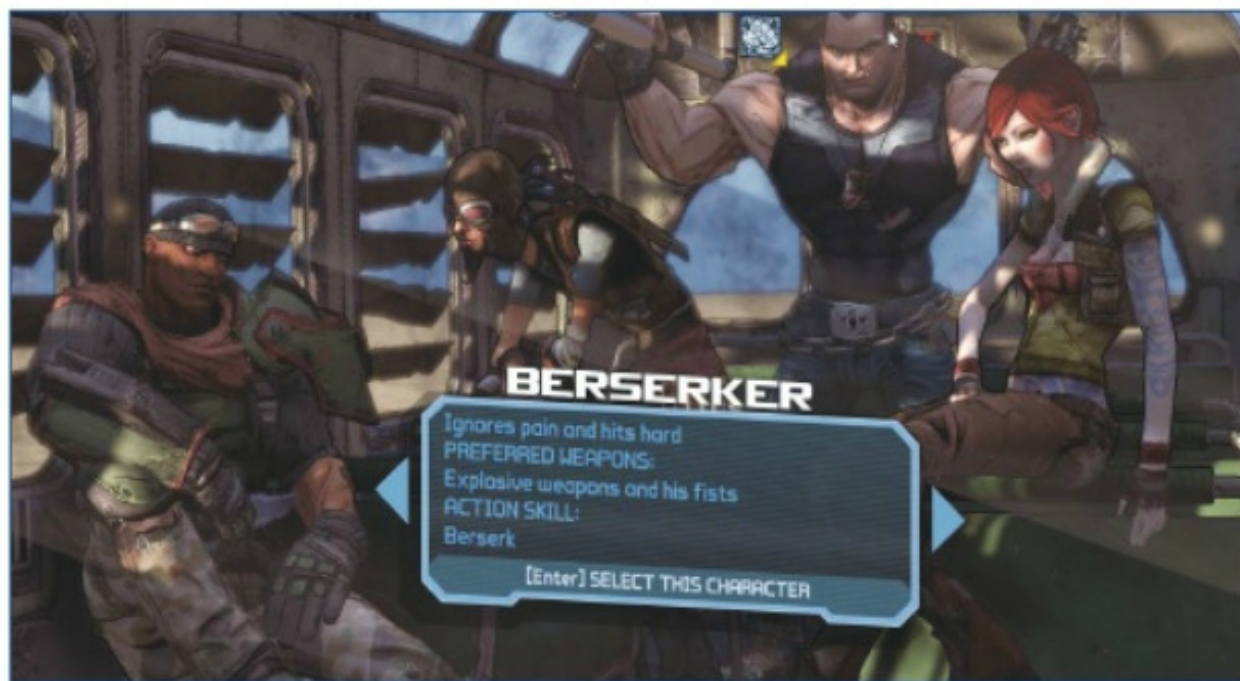 BERSERKER
Ignores pain and hits hard
PREFERRED WEAPONS:
Explosive weapons and his fists
ACTION SKILL:
Berserk
[Enter] SELECT THIS CHARACTER